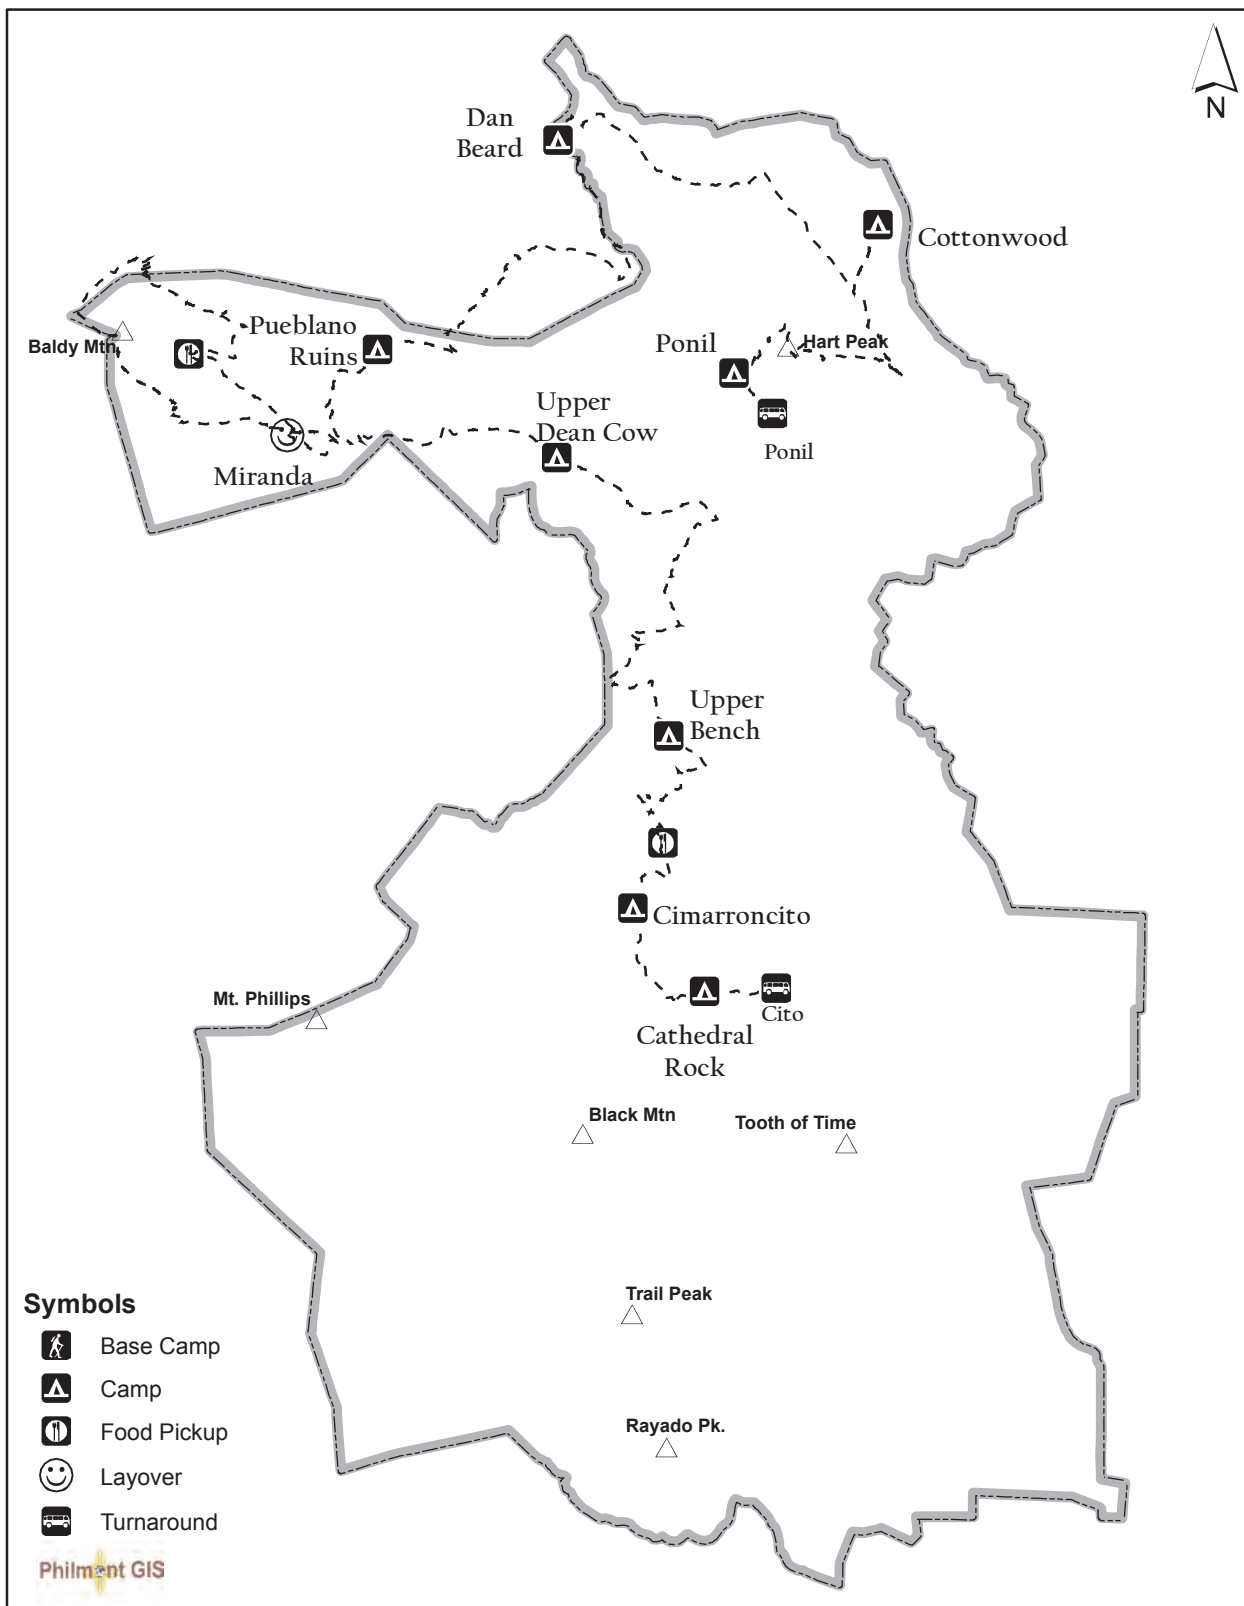 N
Dan
Beard
Cottonwood
Pueblano
Ruins
Baldy Mtn.
Ponil
Hart Peak
Upper
Dean Cow
Ponil
Miranda
Upper
Bench
Cimarroncito
Mt. Phillips
Cito
Cathedral
Rock
Black Mtn
Tooth of Time
Trail Peak
Rayado Pk.
Symbols
Base Camp
Camp
Food Pickup
Layover
Turnaround
Philmont GIS